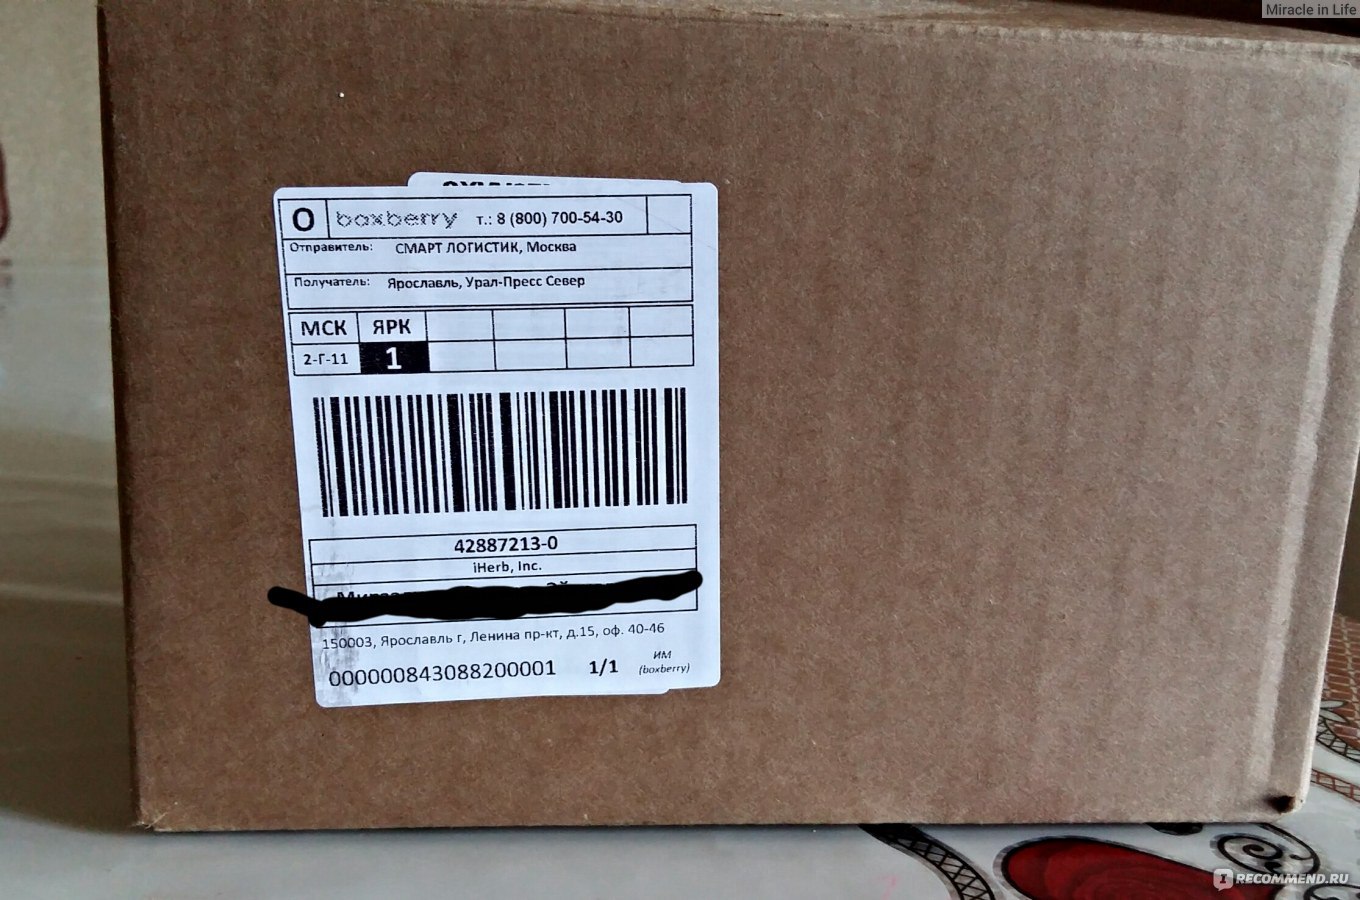 Miracle in Life
O boxberry т.: 8 (800) 700-54-30
Отправитель: СМАРТ ЛОГИСТИК, Москва
Получатель: Ярославль, Урал-Пресс Север
МСК ЯРК
2-Г-11 1
42887213-0
iHerb, Inc.
150003, Ярославль г, Ленина пр-кт, д.15, оф. 40-46
000000843088200001 1/1 ИМ
(boxberry)
IRECOMMEND.RU